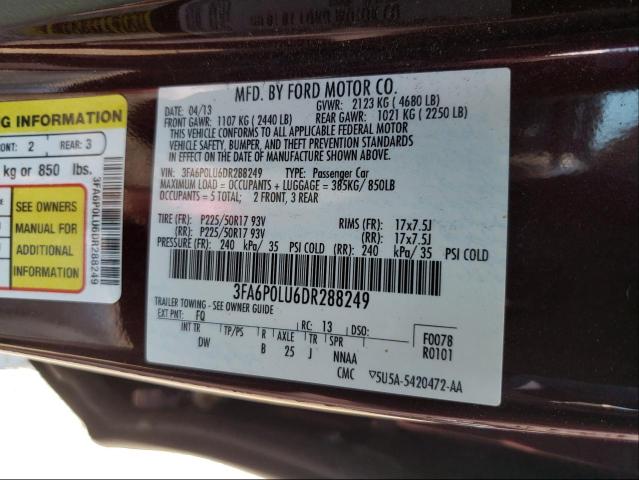 NG INFORMATION
ONT: 2 REAR: 3
kg or 850 lbs.
SEE OWNERS
MANUAL FOR
ADDITIONAL
INFORMATION
3FA6P0LU6DR288249
MFD. BY FORD MOTOR CO.
DATE: 04/13 GVWR: 2123 KG ( 4680 LB)
FRONT GAWR: 1107 KG ( 2440 LB) REAR GAWR: 1021 KG ( 2250 LB)
THIS VEHICLE CONFORMS TO ALL APPLICABLE FEDERAL MOTOR
VEHICLE SAFETY, BUMPER, AND THEFT PREVENTION STANDARDS
IN EFFECT ON THE DATE OF MANUFACTURE SHOWN ABOVE.
VIN: 3FA6P0LU6DR288249 TYPE: Passenger Car
MAXIMUM LOAD = OCCUPANTS + LUGGAGE = 385KG/ 850LB
OCCUPANTS = 5 TOTAL; 2 FRONT, 3 REAR
TIRE (FR): P225/50R17 93V RIMS (FR): 17x7.5J
(RR): P225/50R17 93V (RR): 17x7.5J
PRESSURE (FR): 240 kPa/ 35 PSI COLD (RR): 240 kPa/ 35 PSI COLD
3FA6P0LU6DR288249
TRAILER TOWING - SEE OWNER GUIDE
EXT PNT: FQ RC: 13 DSO:
INT TR TP/PS R AXLE TR SPR
DW B 25 J NNAA
F0078
R0101
CMC 5U5A-5420472-AA